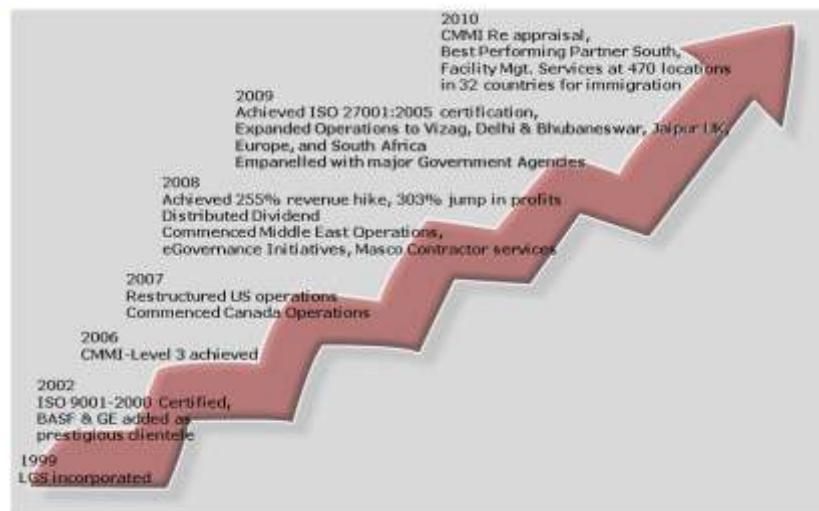 2010
CMMI Re appraisal,
Best Performing Partner South,
Facility Mgt. Services at 470 locations
in 32 countries for immigration
2009
Achieved ISO 27001:2005 certification,
Expanded Operations to Vizag, Delhi & Bhubaneswar, Jaipur UK,
Europe, and South Africa
Empanelled with major Government Agencies
2008
Achieved 255% revenue hike, 303% jump in profits
Distributed Dividend
Commenced Middle East Operations,
eGovernance Initiatives, Masco Contractor services
2007
Restructured US operations
Commenced Canada Operations
2006
CMMI-Level 3 achieved
2002
ISO 9001-2000 Certified,
BASF & GE added as
prestigious clientele
1999
LGS incorporated